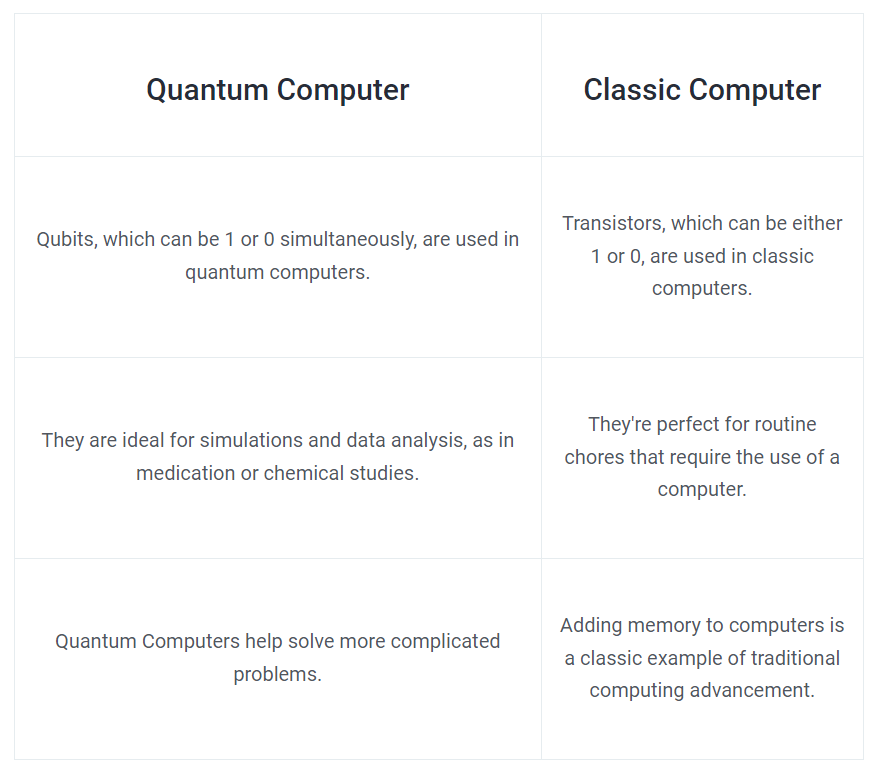 Quantum Computer
Classic Computer
Qubits, which can be 1 or 0 simultaneously, are used in
quantum computers.
Transistors, which can be either
1 or 0, are used in classic
computers.
They are ideal for simulations and data analysis, as in
medication or chemical studies.
They're perfect for routine
chores that require the use of a
computer.
Quantum Computers help solve more complicated
problems.
Adding memory to computers is
a classic example of traditional
computing advancement.